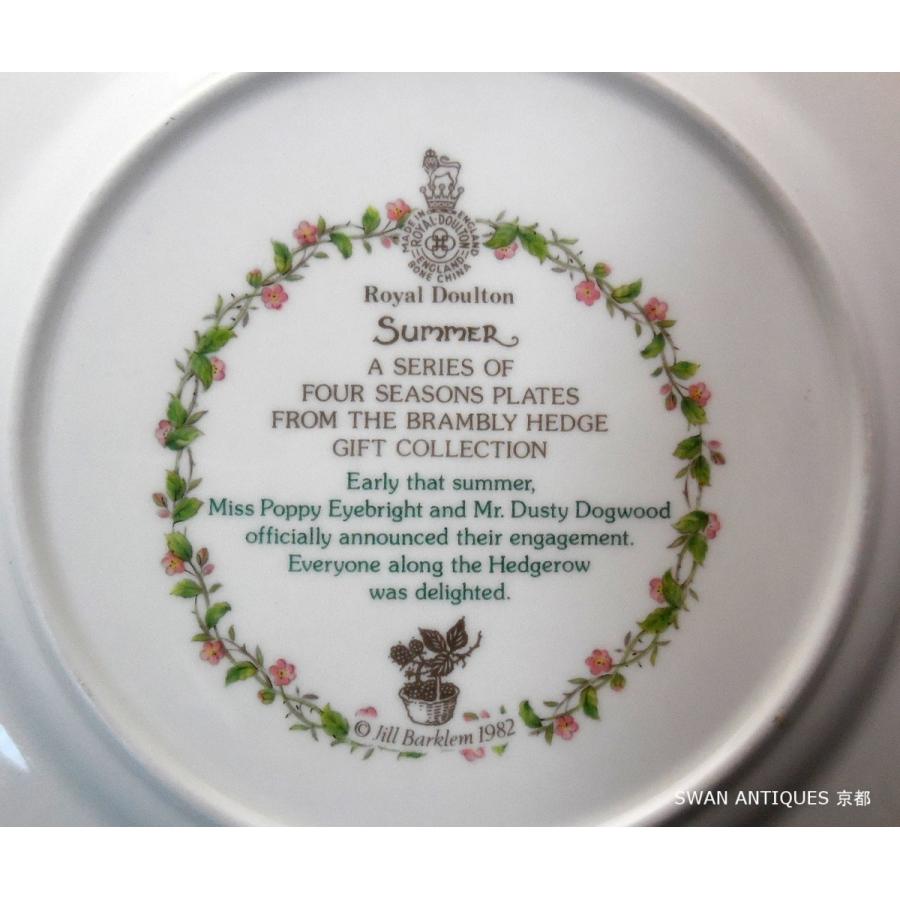 MADE IN ENGLAND
ROYAL DOULTON
ENGLAND
BONE CHINA
Royal Doulton
Summer
A SERIES OF
FOUR SEASONS PLATES
FROM THE BRAMBLY HEDGE
GIFT COLLECTION
Early that summer,
Miss Poppy Eyebright and Mr. Dusty Dogwood
officially announced their engagement.
Everyone along the Hedgerow
was delighted.
© Jill Barklem 1982
SWAN ANTIQUES 京都